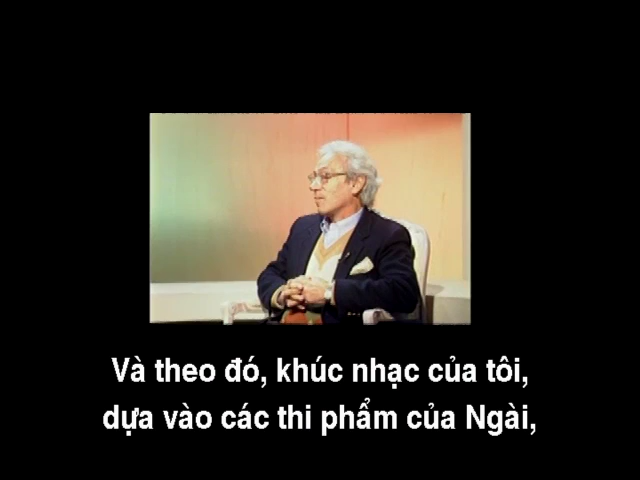 Và theo đó, khúc nhạc của tôi,
dựa vào các thi phẩm của Ngài,